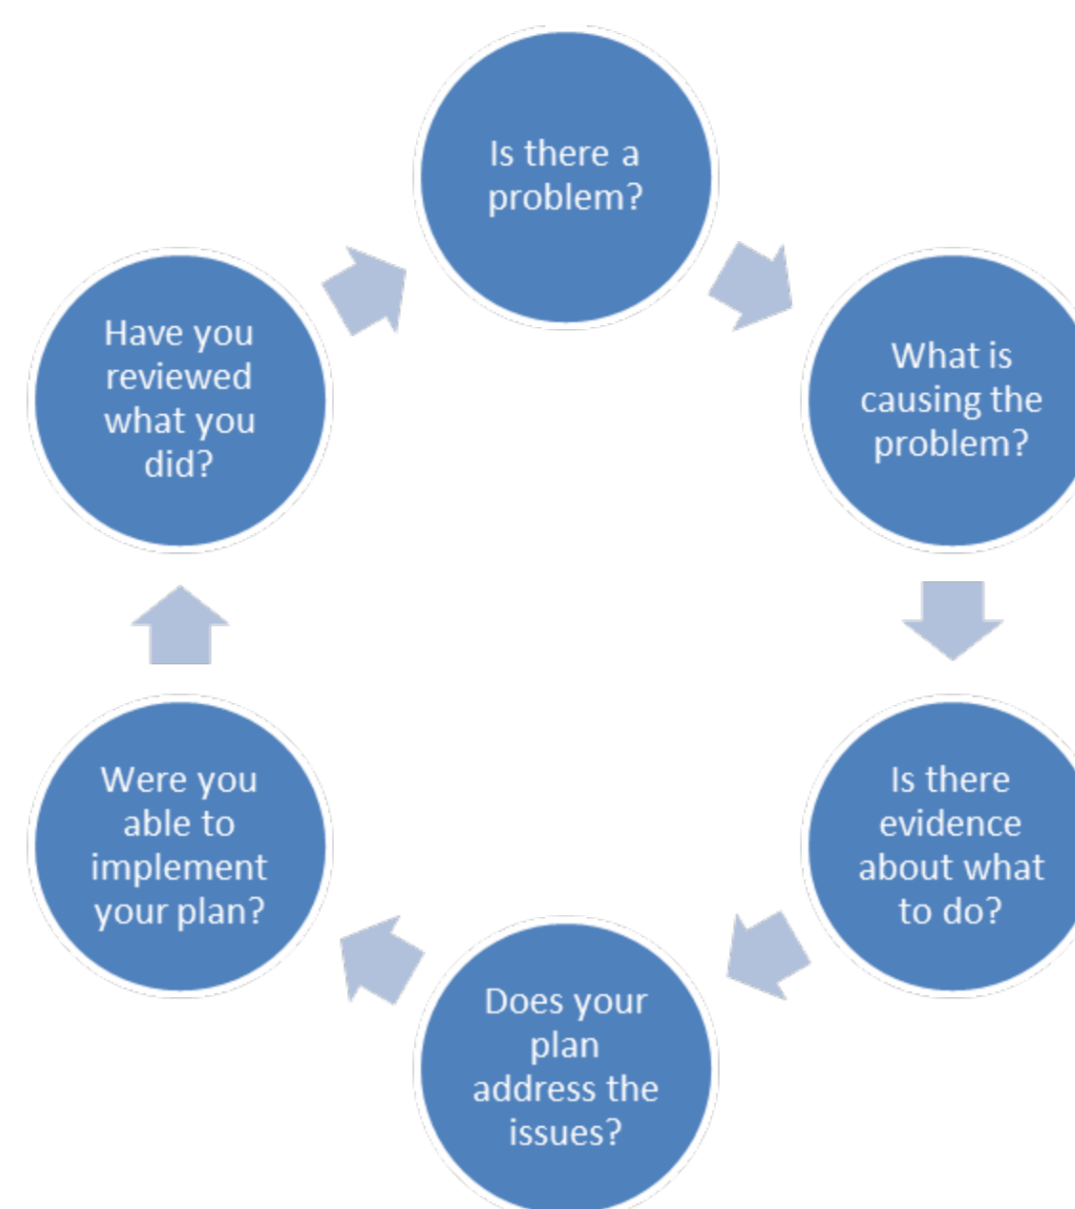 Is there a
problem?
What is
causing the
problem?
Is there
evidence
about what
to do?
Does your
plan
address the
issues?
Were you
able to
implement
your plan?
Have you
reviewed
what you
did?